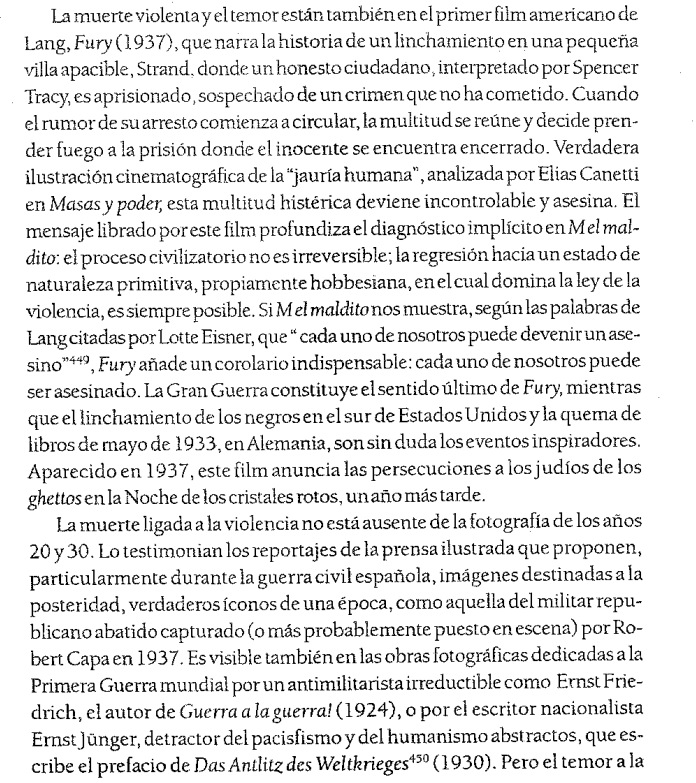 La muerte violenta y el temor están también en el primer film americano de
Lang, Fury (1937), que narra la historia de un linchamiento en una pequeña
villa apacible, Strand, donde un honesto ciudadano, interpretado por Spencer
Tracy, es aprisionado, sospechado de un crimen que no ha cometido. Cuando
el rumor de su arresto comienza a circular, la multitud se reúne y decide pren-
der fuego a la prisión donde el inocente se encuentra encerrado. Verdadera
ilustración cinematográfica de la "jauría humana", analizada por Elias Canetti
en Masas y poder, esta multitud histérica deviene incontrolable y asesina. El
mensaje librado por este film profundiza el diagnóstico implícito en M el mal-
dito: el proceso civilizatorio no es irreversible; la regresión hacia un estado de
naturaleza primitiva, propiamente hobbesiana, en el cual domina la ley de la
violencia, es siempre posible. Si M el maldito nos muestra, según las palabras de
Lang citadas por Lotte Eisner, que " cada uno de nosotros puede devenir un ase-
sino"449, Fury añade un corolario indispensable: cada uno de nosotros puede
ser asesinado. La Gran Guerra constituye el sentido último de Fury, mientras
que el linchamiento de los negros en el sur de Estados Unidos y la quema de
libros de mayo de 1933, en Alemania, son sin duda los eventos inspiradores.
Aparecido en 1937, este film anuncia las persecuciones a los judíos de los
ghettos en la Noche de los cristales rotos, un año más tarde.
La muerte ligada a la violencia no está ausente de la fotografía de los años
20 y 30. Lo testimonian los reportajes de la prensa ilustrada que proponen,
particularmente durante la guerra civil española, imágenes destinadas a la
posteridad, verdaderos íconos de una época, como aquella del militar repu-
blicano abatido capturado (o más probablemente puesto en escena) por Ro-
bert Capa en 1937. Es visible también en las obras fotográficas dedicadas a la
Primera Guerra mundial por un antimilitarista irreductible como Ernst Frie-
drich, el autor de Guerra a la guerra! (1924), o por el escritor nacionalista
Ernst Jünger, detractor del pacisfismo y del humanismo abstractos, que es-
cribe el prefacio de Das Antlitz des Weltkrieges450 (1930). Pero el temor a la